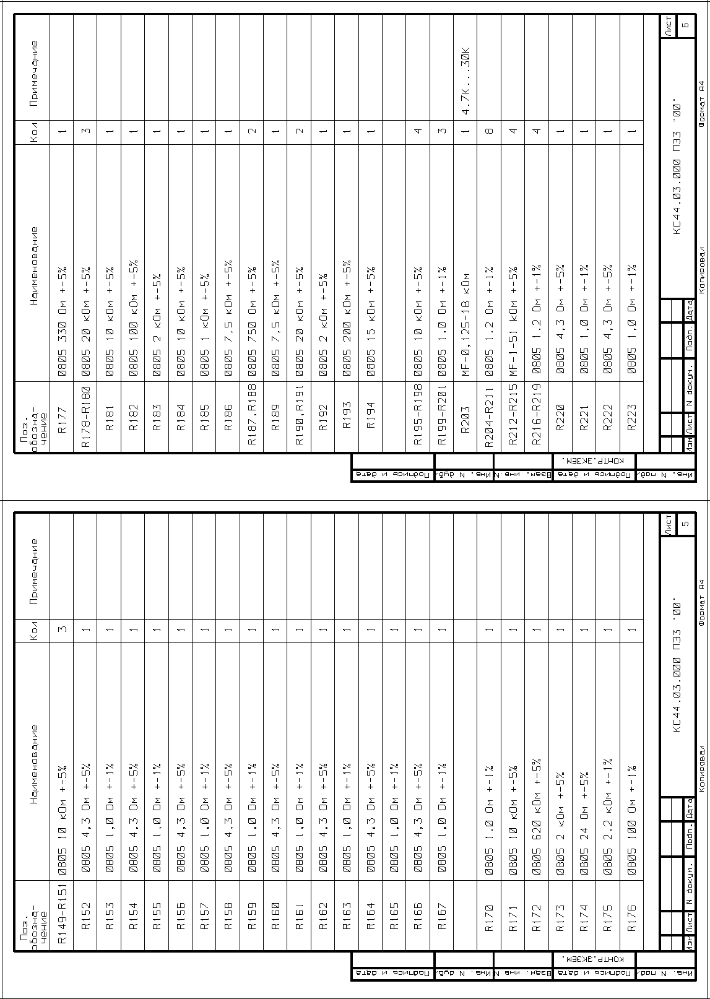 Поз. обозна-чение Наименование Кол Примечание
R149-R151 0805 10 кОм +-5% 3
R152 0805 4,3 Ом +-5% 1
R153 0805 1,0 Ом +-1% 1
R154 0805 4,3 Ом +-5% 1
R155 0805 1,0 Ом +-1% 1
R156 0805 4,3 Ом +-5% 1
R157 0805 1,0 Ом +-1% 1
R158 0805 4,3 Ом +-5% 1
R159 0805 1,0 Ом +-1% 1
R160 0805 4,3 Ом +-5% 1
R161 0805 1,0 Ом +-1% 1
R162 0805 4,3 Ом +-5% 1
R163 0805 1,0 Ом +-1% 1
R164 0805 4,3 Ом +-5% 1
R165 0805 1,0 Ом +-1% 1
R166 0805 4,3 Ом +-5% 1
R167 0805 1,0 Ом +-1% 1
R170 0805 1.0 Ом +-1% 1
R171 0805 10 кОм +-5% 1
R172 0805 620 кОм +-5% 1
R173 0805 2 кОм +-5% 1
R174 0805 24 Ом +-5% 1
R175 0805 2.2 кОм +-1% 1
R176 0805 100 Ом +-1% 1
КС44.03.000 ПЭ3 "00"
Лист
5
Изм Лист N докум. Подп. Дата
Копировал Формат А4
Инв. N подл
Подпись и дата
КОНТР.ЭКЗЕМ.
Взам. инв N
Инв. N дубл
Подпись и дата
Поз. обозна-чение Наименование Кол Примечание
R177 0805 330 Ом +-5% 1
R178-R180 0805 20 кОм +-5% 3
R181 0805 10 кОм +-5% 1
R182 0805 100 кОм +-5% 1
R183 0805 2 кОм +-5% 1
R184 0805 10 кОм +-5% 1
R185 0805 1 кОм +-5% 1
R186 0805 7,5 кОм +-5% 1
R187,R188 0805 750 Ом +-5% 2
R189 0805 7,5 кОм +-5% 1
R190,R191 0805 20 кОм +-5% 2
R192 0805 2 кОм +-5% 1
R193 0805 200 кОм +-5% 1
R194 0805 15 кОм +-5% 1
R195-R198 0805 10 кОм +-5% 4
R199-R201 0805 1.0 Ом +-1% 3
R203 MF-0,125-18 кОм 1 4.7К...30К
R204-R211 0805 1.2 Ом +-1% 8
R212-R215 MF-1-51 кОм +-5% 4
R216-R219 0805 1.2 Ом +-1% 4
R220 0805 4,3 Ом +-5% 1
R221 0805 1,0 Ом +-1% 1
R222 0805 4,3 Ом +-5% 1
R223 0805 1,0 Ом +-1% 1
КС44.03.000 ПЭ3 "00"
Лист
6
Изм Лист N докум. Подп. Дата
Копировал Формат А4
Инв. N подл
Подпись и дата
КОНТР.ЭКЗЕМ.
Взам. инв.N
Инв. N дубл
Подпись и дата